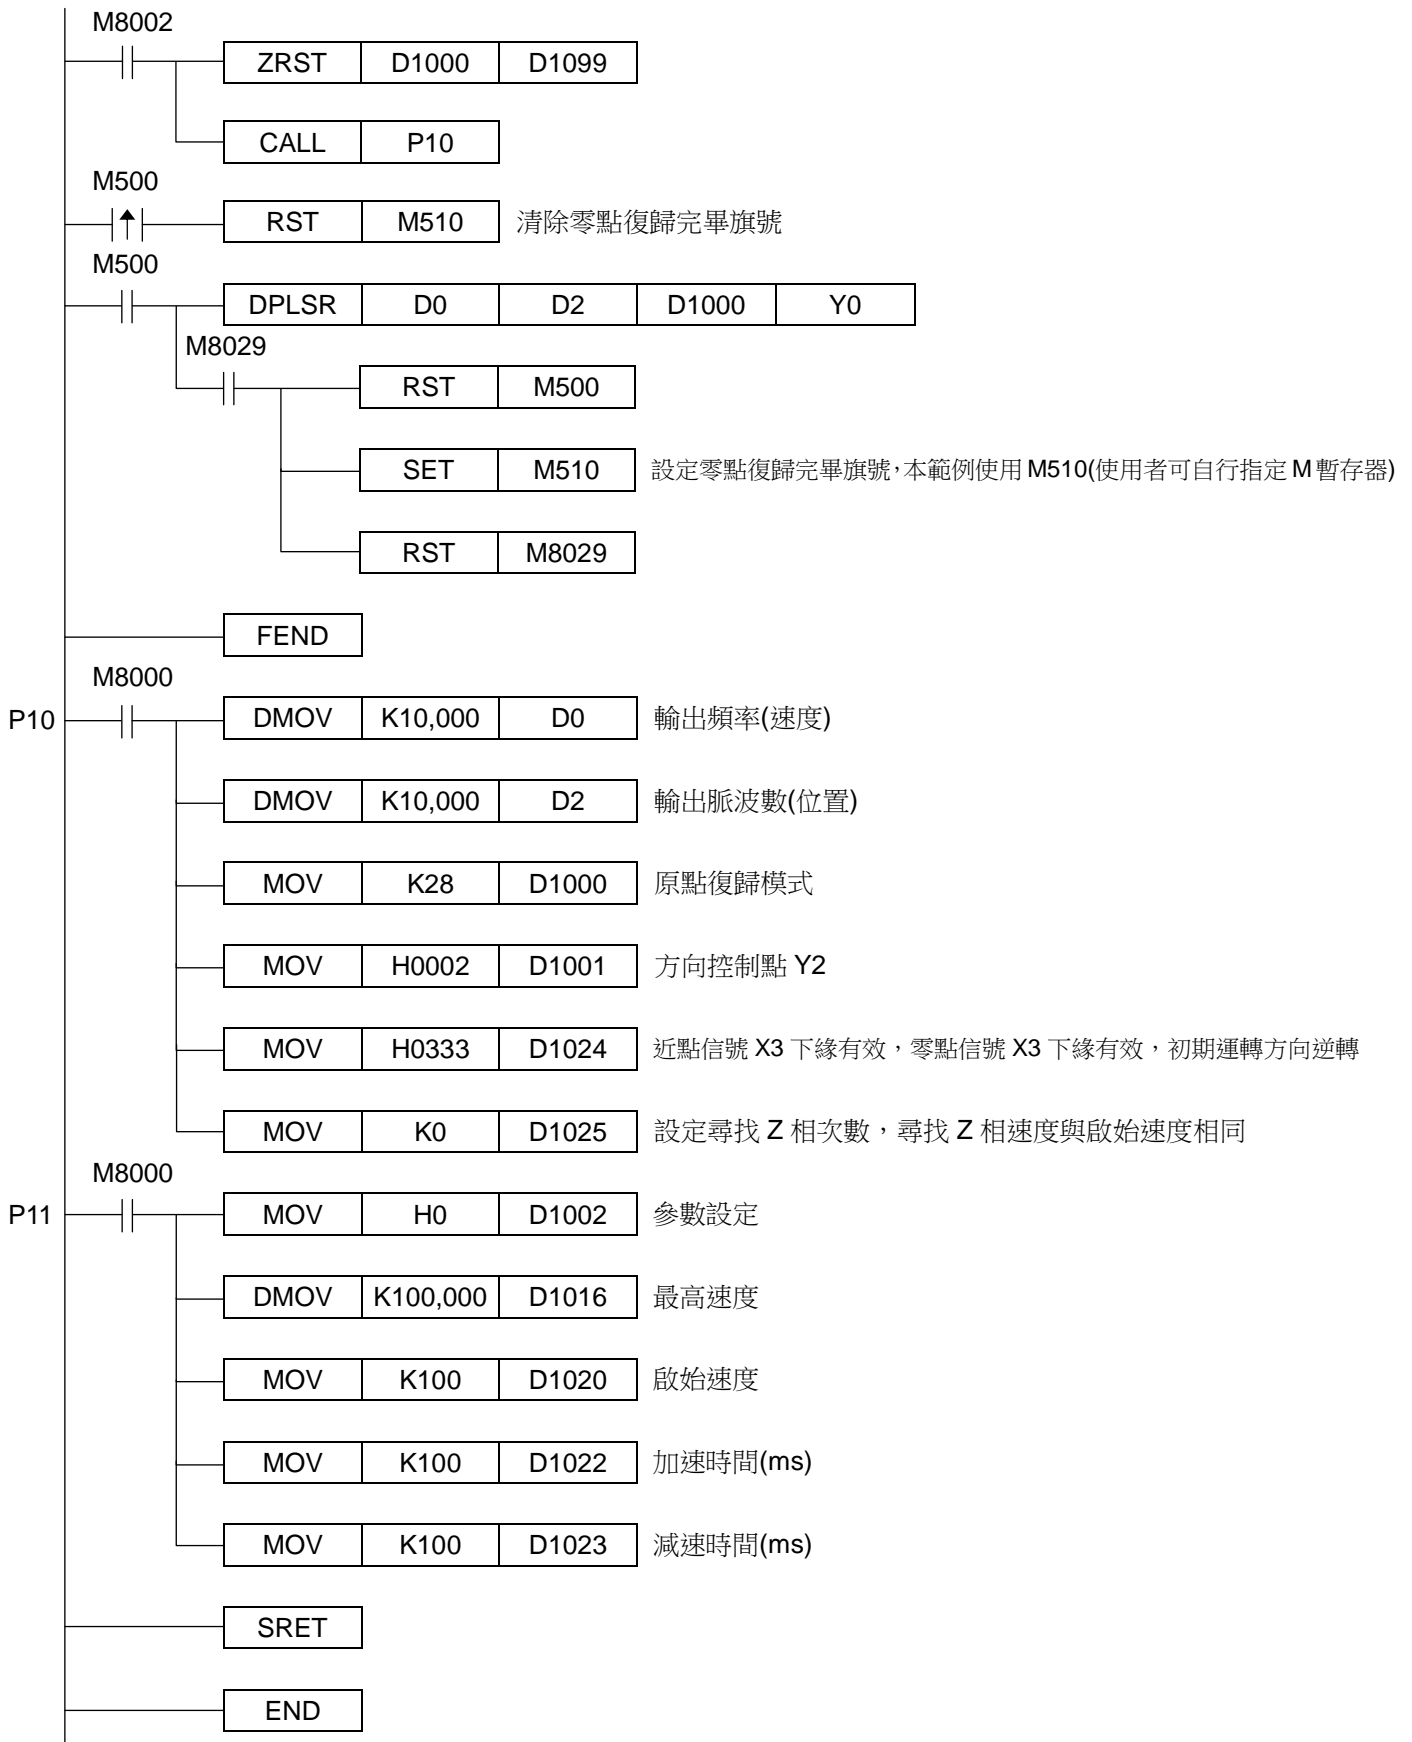 M8002
ZRST D1000 D1099
CALL P10
M500
RST M510 清除零點復歸完畢旗號
M500
DPLSR D0 D2 D1000 Y0
M8029
RST M500
SET M510 設定零點復歸完畢旗號,本範例使用 M510(使用者可自行指定 M 暫存器)
RST M8029
FEND
M8000
P10 DMOV K10,000 D0 輸出頻率(速度)
DMOV K10,000 D2 輸出脈波數(位置)
MOV K28 D1000 原點復歸模式
MOV H0002 D1001 方向控制點 Y2
MOV H0333 D1024 近點信號 X3 下緣有效，零點信號 X3 下緣有效，初期運轉方向逆轉
MOV K0 D1025 設定尋找 Z 相次數，尋找 Z 相速度與啟始速度相同
M8000
P11 MOV H0 D1002 參數設定
DMOV K100,000 D1016 最高速度
MOV K100 D1020 啟始速度
MOV K100 D1022 加速時間(ms)
MOV K100 D1023 減速時間(ms)
SRET
END